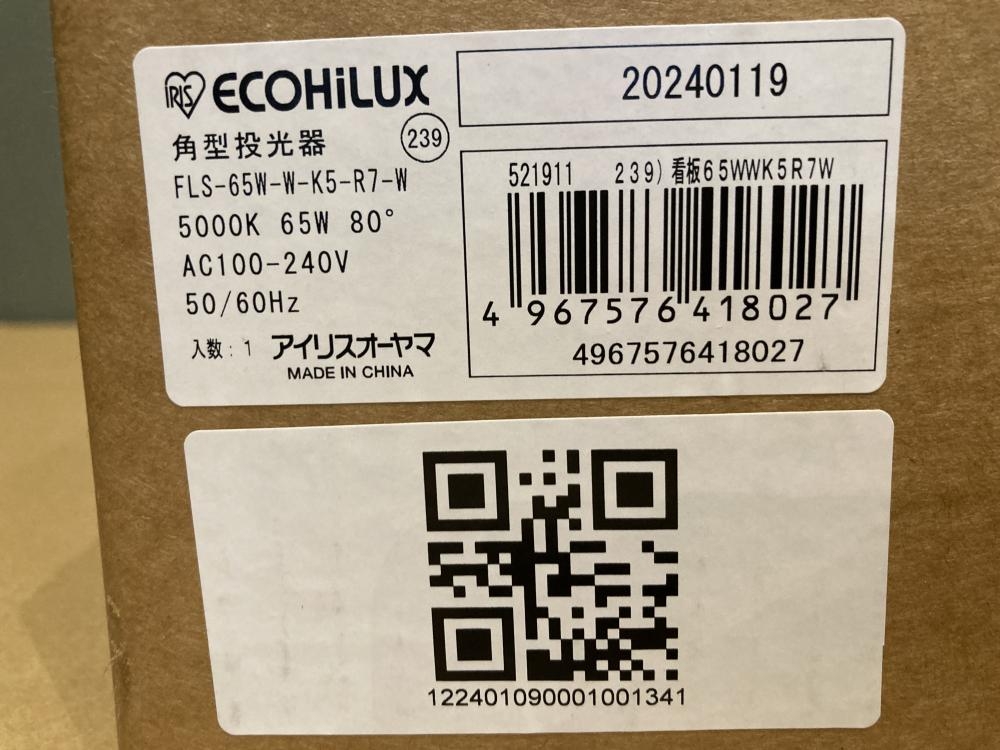 IRIS ECOHiLUX
角型投光器 239
FLS-65W-W-K5-R7-W
5000K 65W 80°
AC100-240V
50/60Hz
入数:1 アイリスオーヤマ
MADE IN CHINA
20240119
521911 239)看板65WWK5R7W
4 967576 418027
4967576418027
122401090001001341